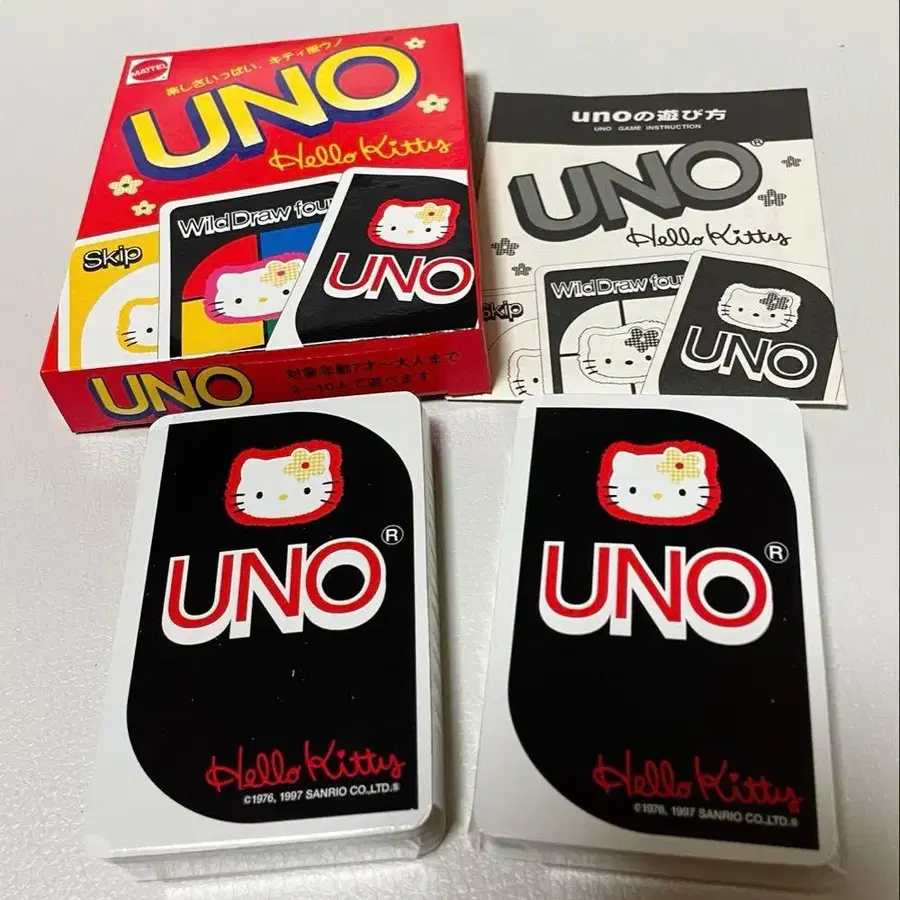 MATTEL
楽しさいっぱい、キティ版ウノ
UNO®
Hello Kitty
Skip
Wild Draw four
UNO
UNO
対象年齢7才〜大人まで
2〜10人で遊べます。
unoの遊び方
UNO GAME INSTRUCTION
UNO®
Hello Kitty
Skip
Wild Draw four
UNO
UNO®
Hello Kitty
©1976, 1997 SANRIO CO.,LTD.
UNO®
Hello Kitty
©1976, 1997 SANRIO CO.,LTD.